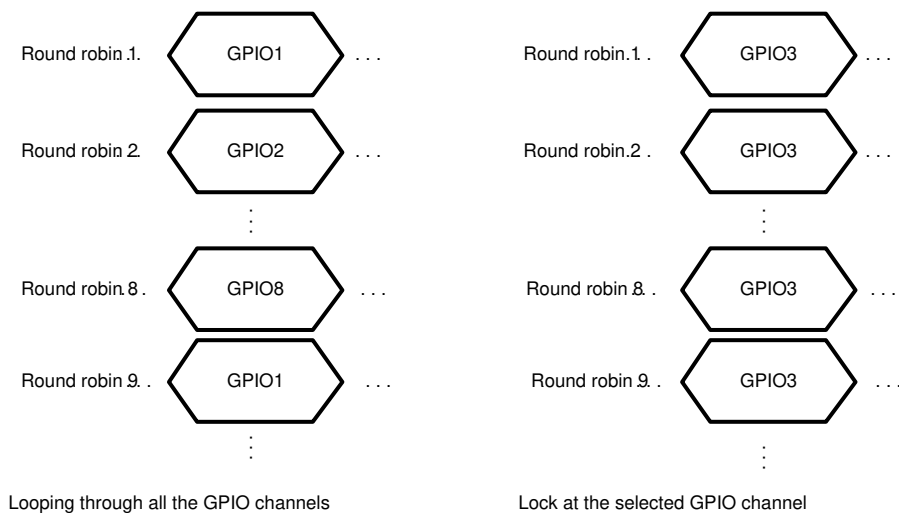 Round robin 1. . . GPIO1 . . . Round robin 1. . . GPIO3 . . .
Round robin 2. . . GPIO2 . . . Round robin 2. . . GPIO3 . . .
Round robin 8. . . GPIO8 . . . Round robin 8. . . GPIO3 . . .
Round robin 9. . . GPIO1 . . . Round robin 9. . . GPIO3 . . .
Looping through all the GPIO channels Lock at the selected GPIO channel